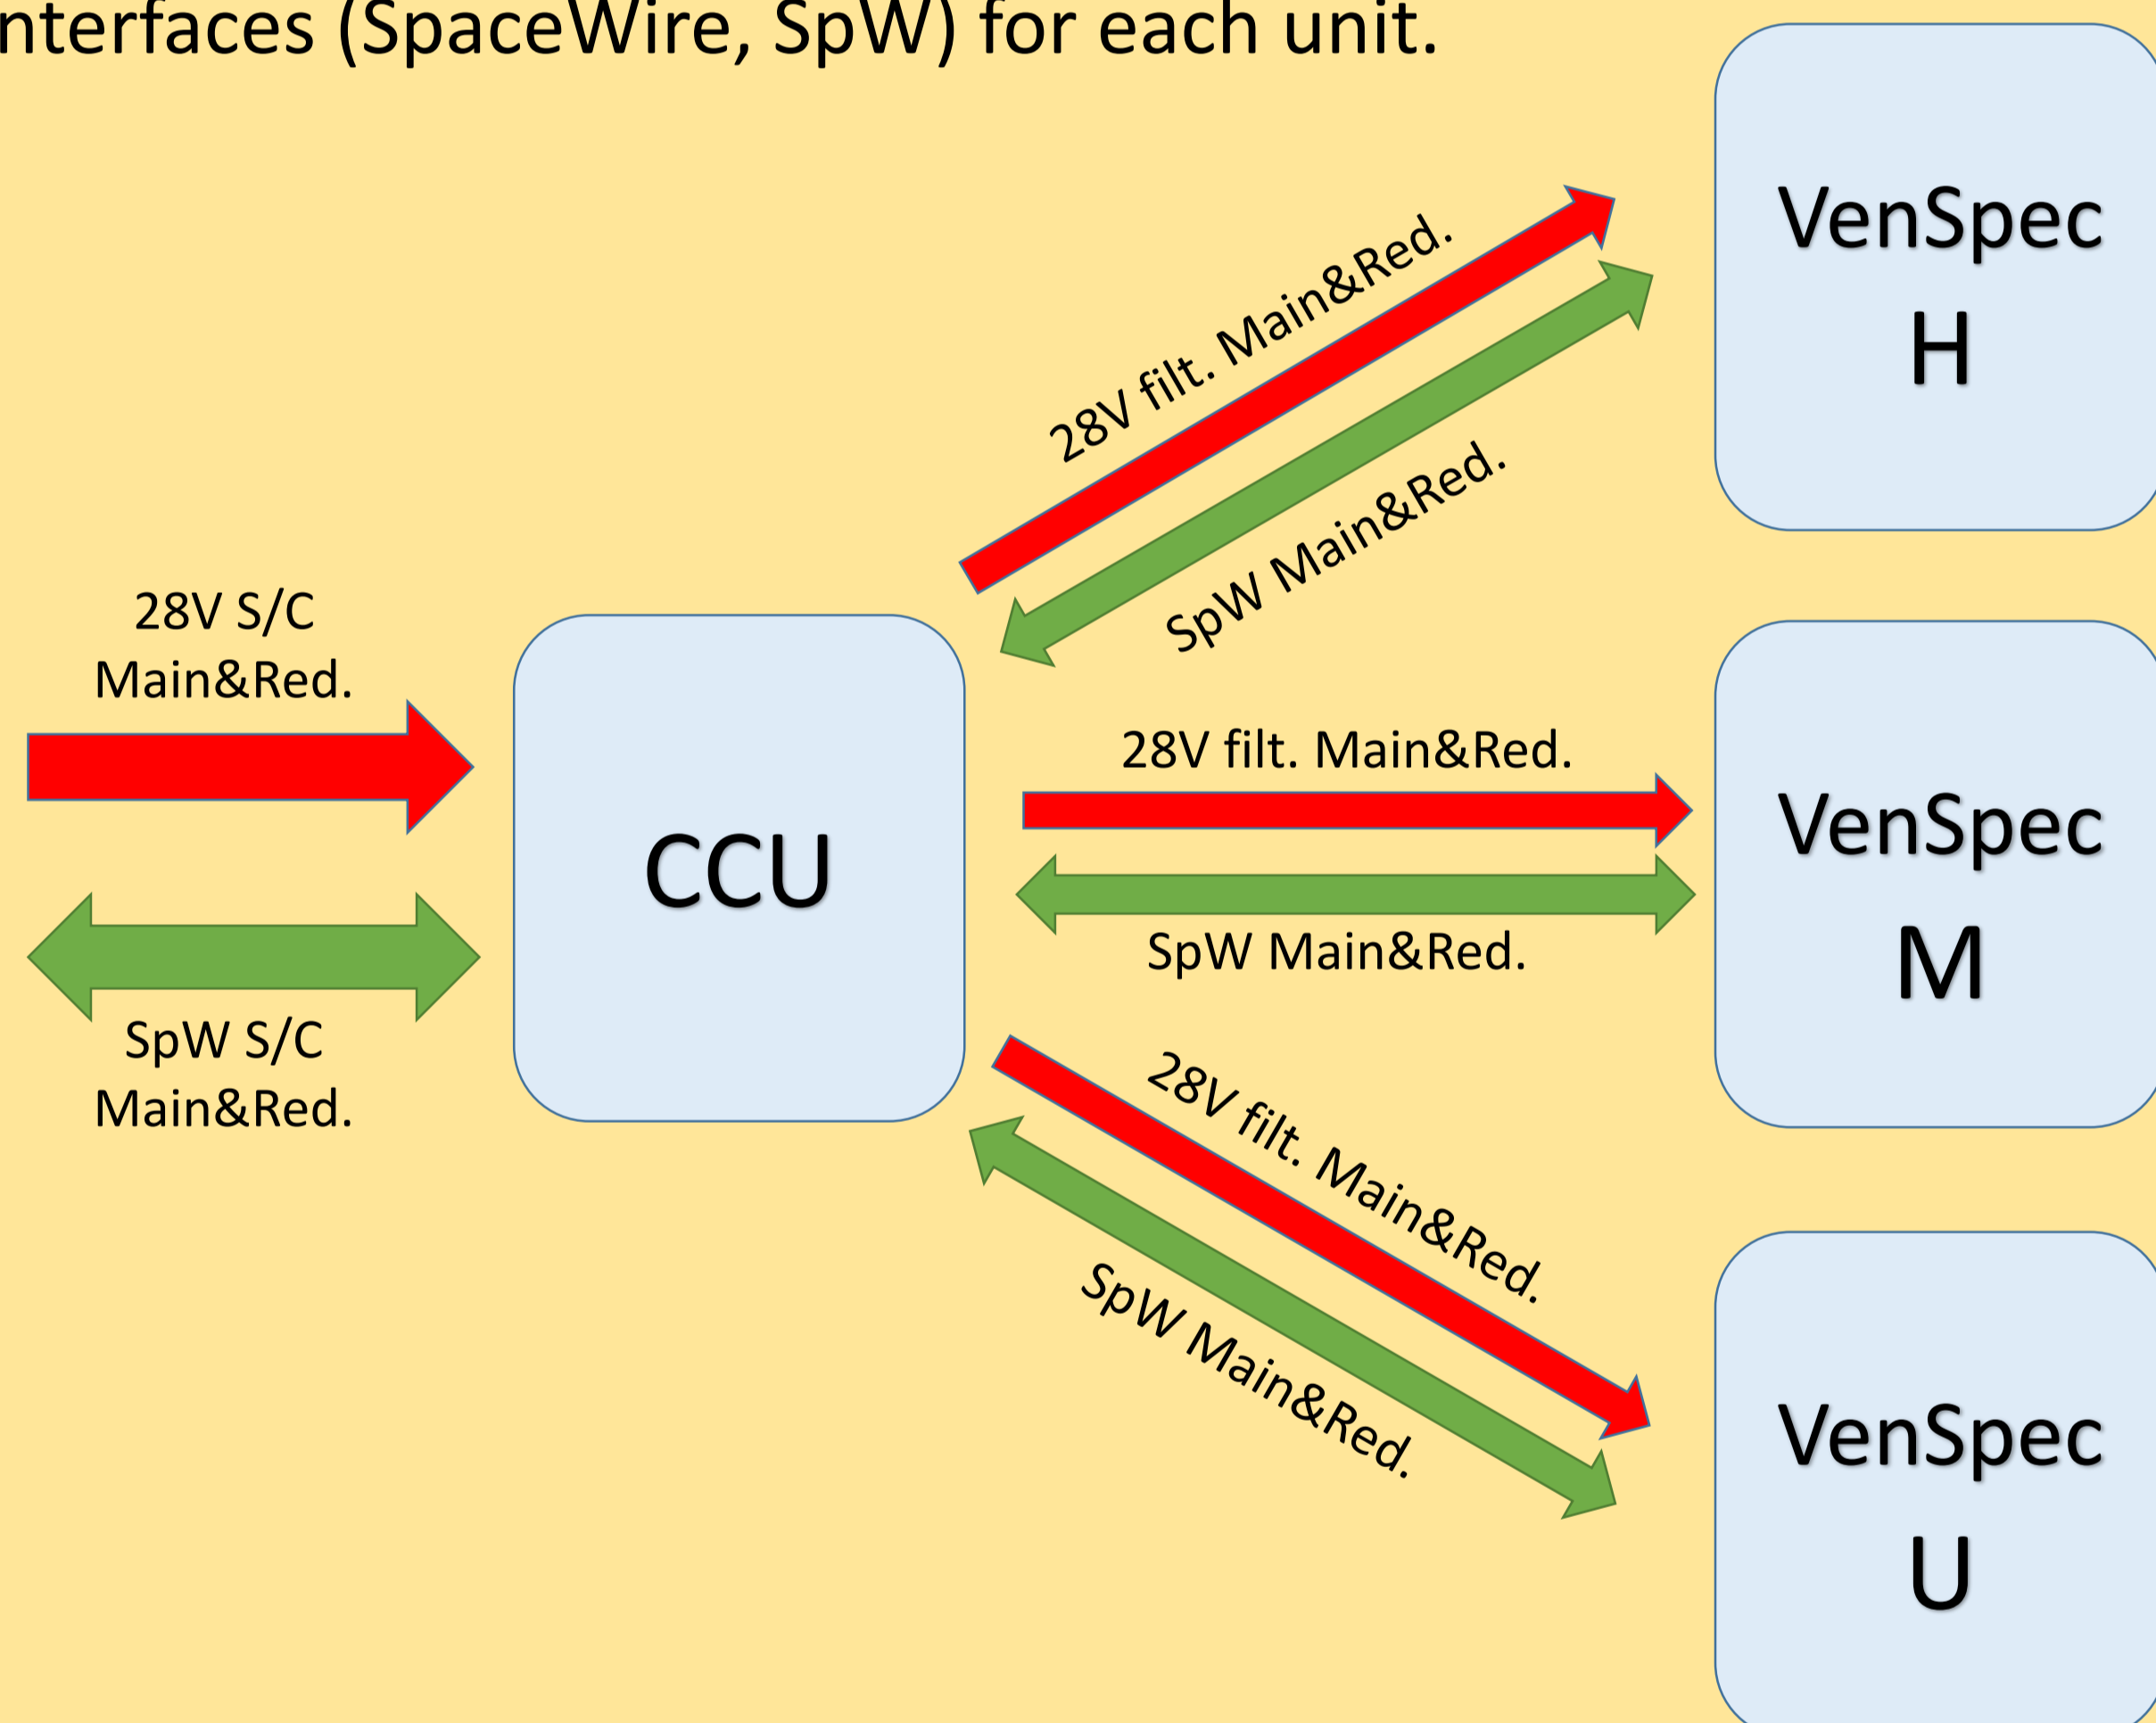 nterfaces (SpaceWire, SpW) for each unit.
VenSpec
H
28V filt. Main&Red.
SpW Main&Red.
28V S/C
Main&Red.
CCU
28V filt. Main&Red.
SpW Main&Red.
VenSpec
M
SpW S/C
Main&Red.
28V filt. Main&Red.
SpW Main&Red.
VenSpec
U